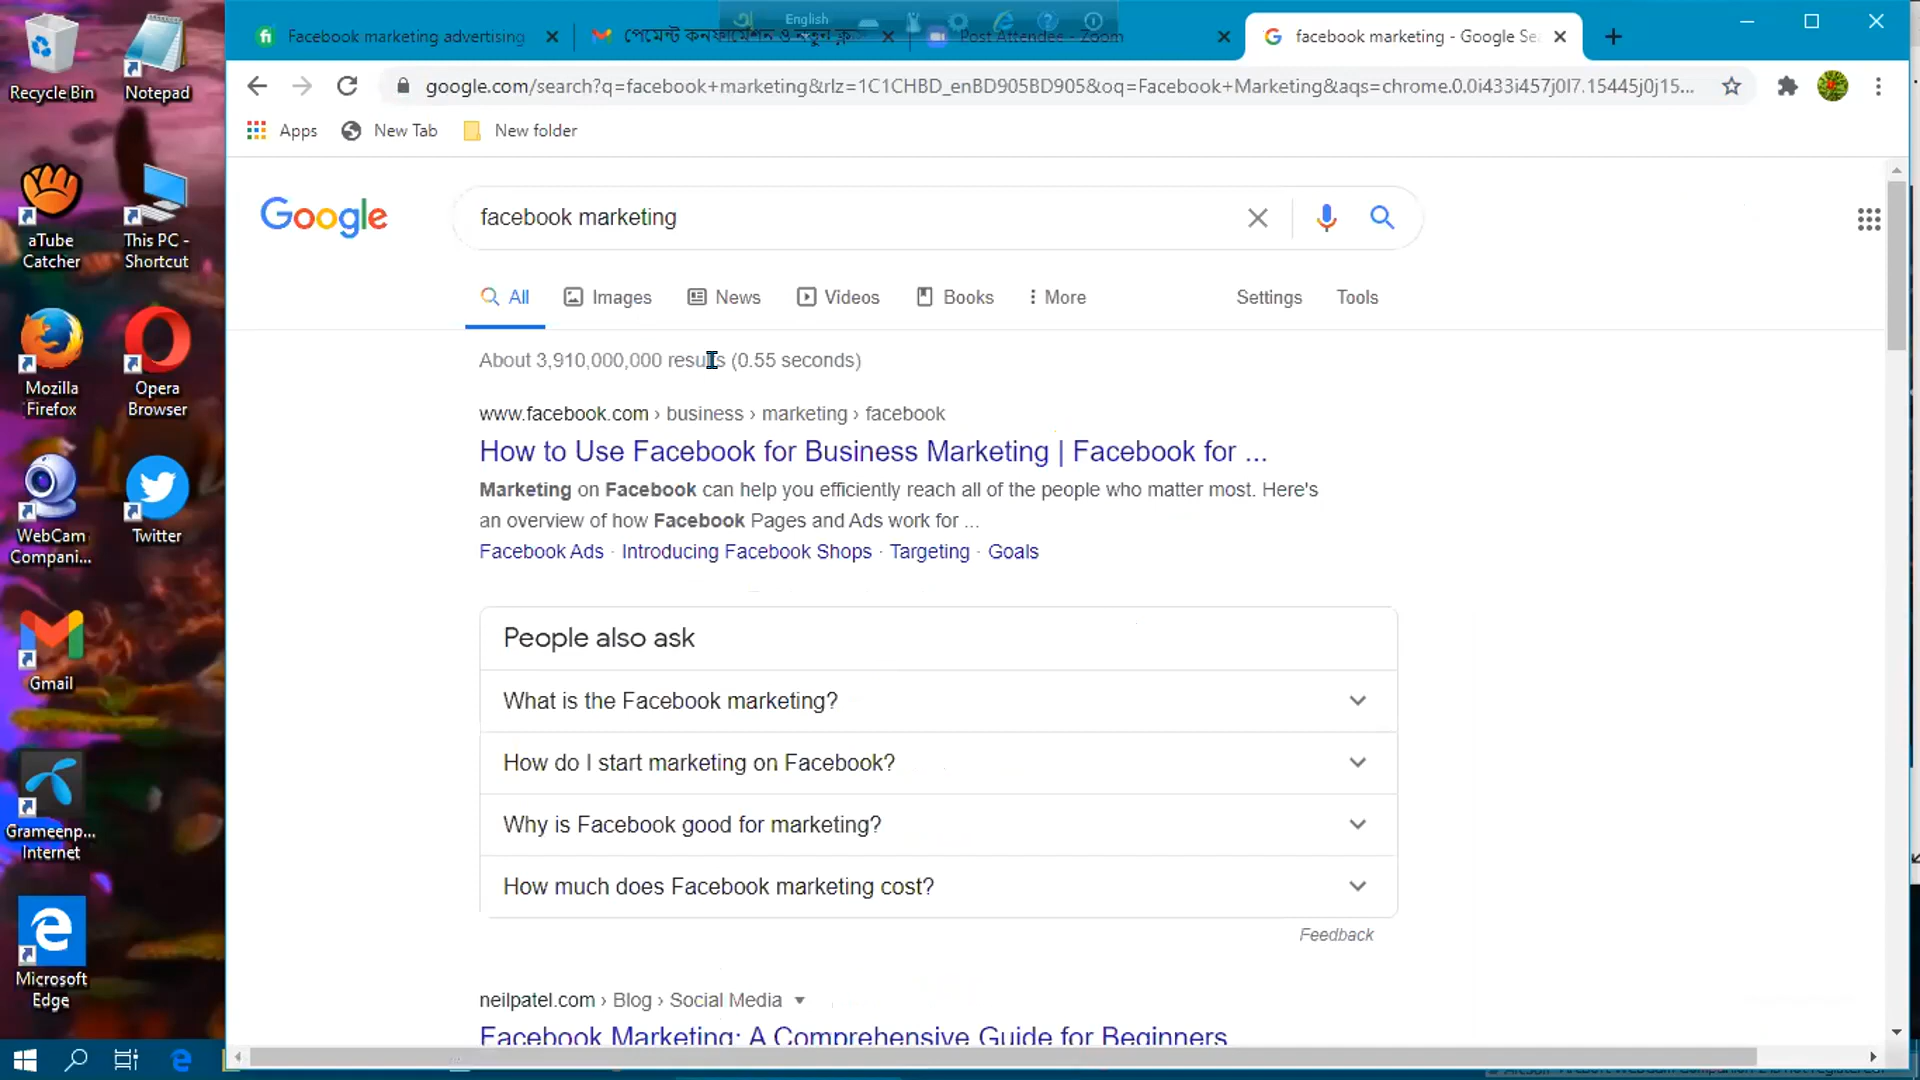 Recycle Bin
Notepad
aTube
Catcher
This PC -
Shortcut
Mozilla
Firefox
Opera
Browser
WebCam
Compani...
Twitter
Gmail
Grameenp...
Internet
Microsoft
Edge
English
Facebook marketing advertising
পেমেন্ট কনফার্মেশন ও নতুন ক্ল
Post Attendee - Zoom
facebook marketing - Google Sea
google.com/search?q=facebook+marketing&rlz=1C1CHBD_enBD905BD905&oq=Facebook+Marketing&aqs=chrome.0.0i433i457j0l7.15445j0j15...
Apps
New Tab
New folder
Google
facebook marketing
All
Images
News
Videos
Books
More
Settings
Tools
About 3,910,000,000 results (0.55 seconds)
www.facebook.com › business › marketing › facebook
How to Use Facebook for Business Marketing | Facebook for ...
Marketing on Facebook can help you efficiently reach all of the people who matter most. Here's
an overview of how Facebook Pages and Ads work for ...
Facebook Ads · Introducing Facebook Shops · Targeting · Goals
People also ask
What is the Facebook marketing?
How do I start marketing on Facebook?
Why is Facebook good for marketing?
How much does Facebook marketing cost?
Feedback
neilpatel.com › Blog › Social Media
Facebook Marketing: A Comprehensive Guide for Beginners